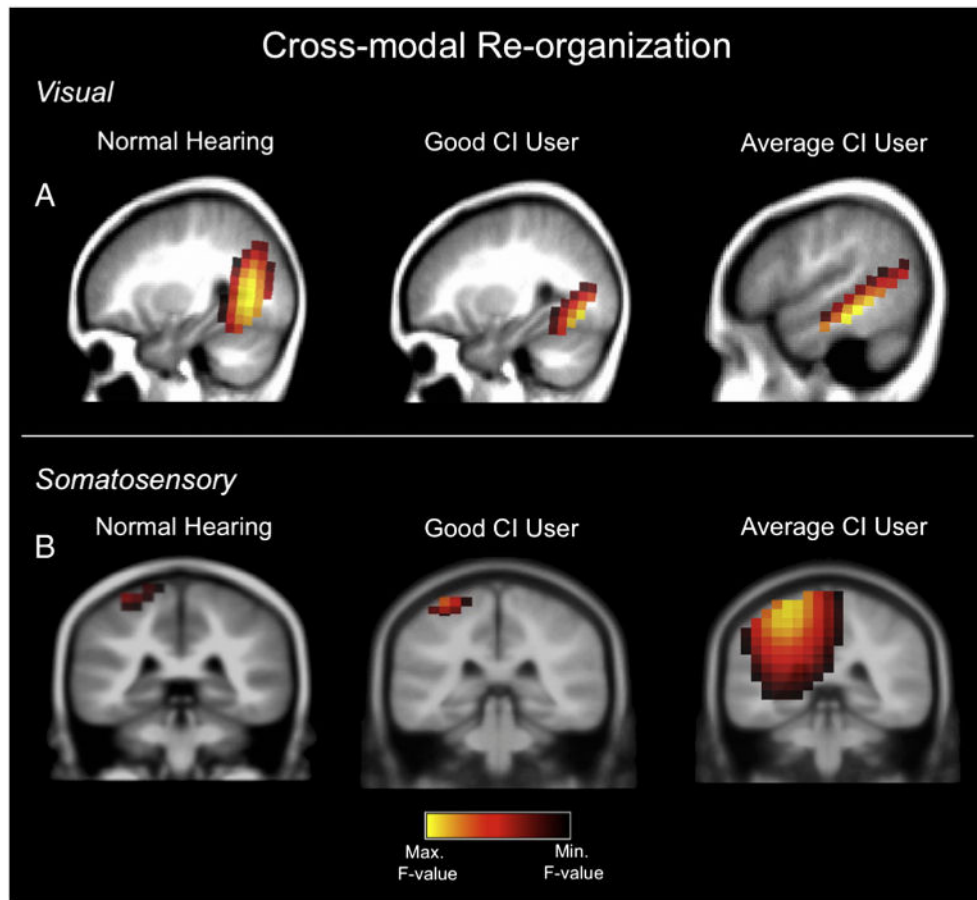 Cross-modal Re-organization
Visual
Normal Hearing
Good CI User
Average CI User
A
Somatosensory
Normal Hearing
Good CI User
Average CI User
B
Max.
F-value
Min.
F-value